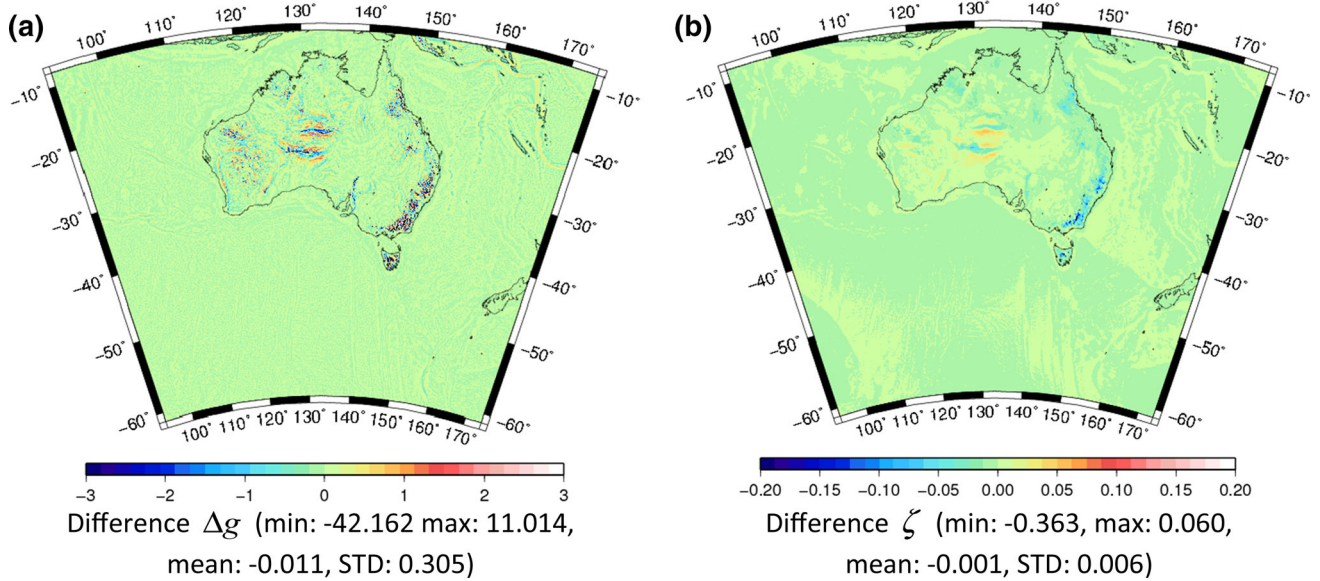 (a)
100° 110° 120° 130° 140° 150° 160° 170°
−10° −10°
−20° −20°
−30° −30°
−40° −40°
−50° −50°
−60° −60°
100° 110° 120° 130° 140° 150° 160° 170°
−3 −2 −1 0 1 2 3
Difference Δg (min: -42.162 max: 11.014,
mean: -0.011, STD: 0.305)
(b)
100° 110° 120° 130° 140° 150° 160° 170°
−10° −10°
−20° −20°
−30° −30°
−40° −40°
−50° −50°
−60° −60°
100° 110° 120° 130° 140° 150° 160° 170°
−0.20 −0.15 −0.10 −0.05 0.00 0.05 0.10 0.15 0.20
Difference ζ (min: -0.363, max: 0.060,
mean: -0.001, STD: 0.006)